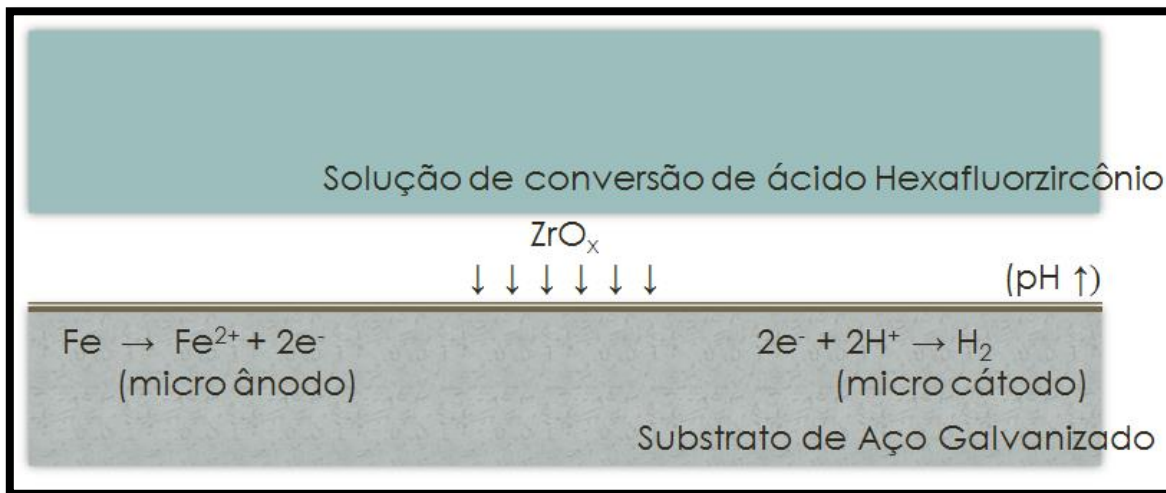 Solução de conversão de ácido Hexafluorzircônio
ZrOₓ
↓ ↓ ↓ ↓ ↓ ↓ (pH ↑)
Fe → Fe²⁺ + 2e⁻ 2e⁻ + 2H⁺ → H₂
(micro ânodo) (micro cátodo)
Substrato de Aço Galvanizado